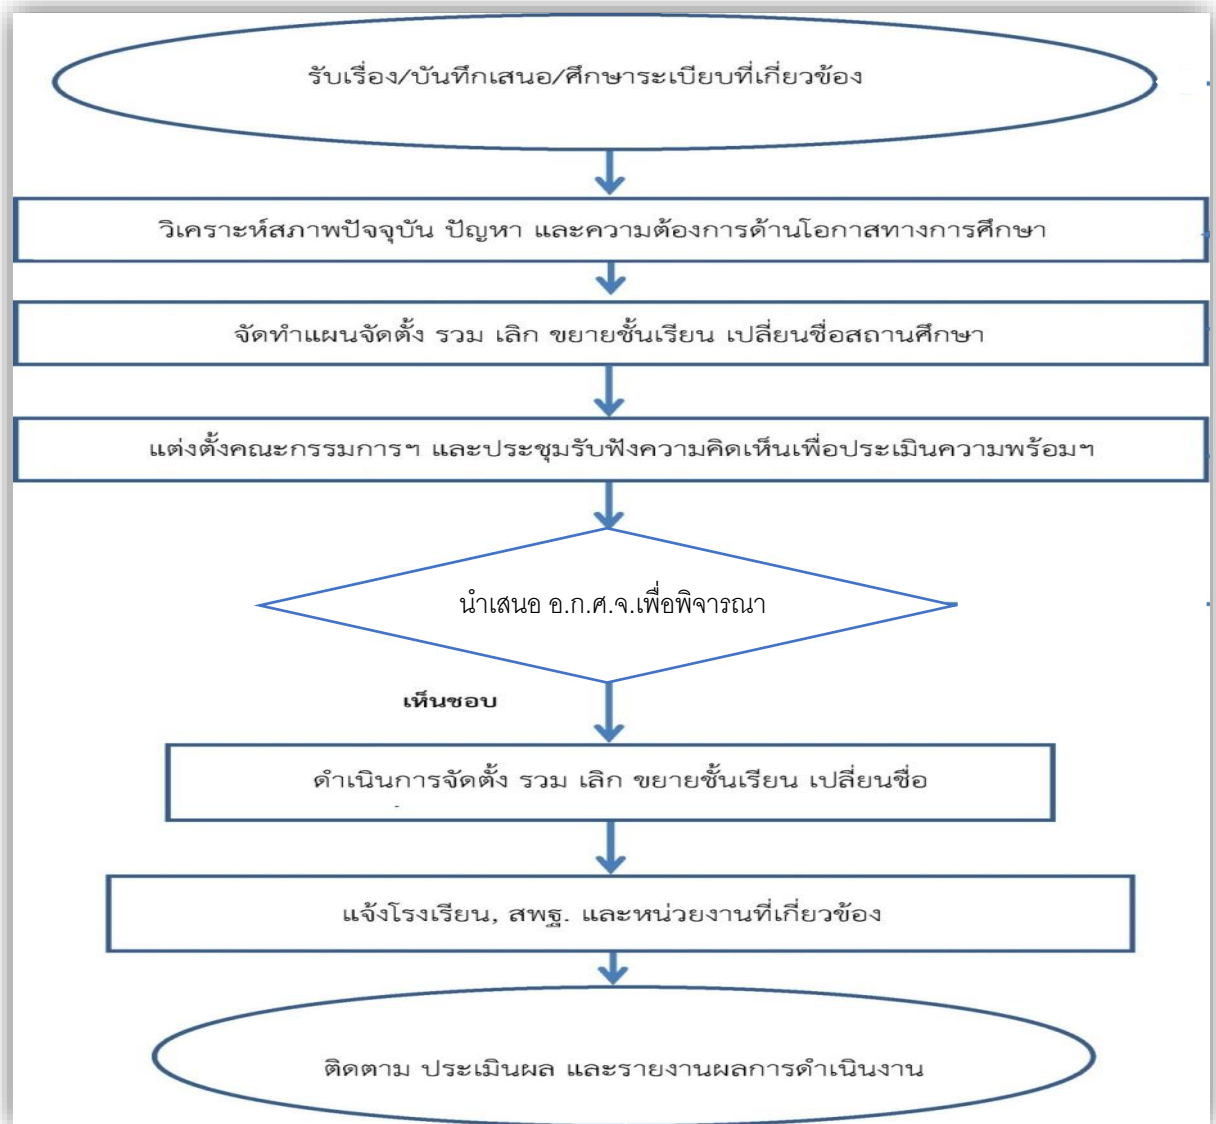 รับเรื่อง/บันทึกเสนอ/ศึกษาระเบียบที่เกี่ยวข้อง
วิเคราะห์สภาพปัจจุบัน ปัญหา และความต้องการด้านโอกาสทางการศึกษา
จัดทำแผนจัดตั้ง รวม เลิก ขยายชั้นเรียน เปลี่ยนชื่อสถานศึกษา
แต่งตั้งคณะกรรมการฯ และประชุมรับฟังความคิดเห็นเพื่อประเมินความพร้อมฯ
นำเสนอ อ.ก.ศ.จ.เพื่อพิจารณา
เห็นชอบ
ดำเนินการจัดตั้ง รวม เลิก ขยายชั้นเรียน เปลี่ยนชื่อ
แจ้งโรงเรียน, สพฐ. และหน่วยงานที่เกี่ยวข้อง
ติดตาม ประเมินผล และรายงานผลการดำเนินงาน